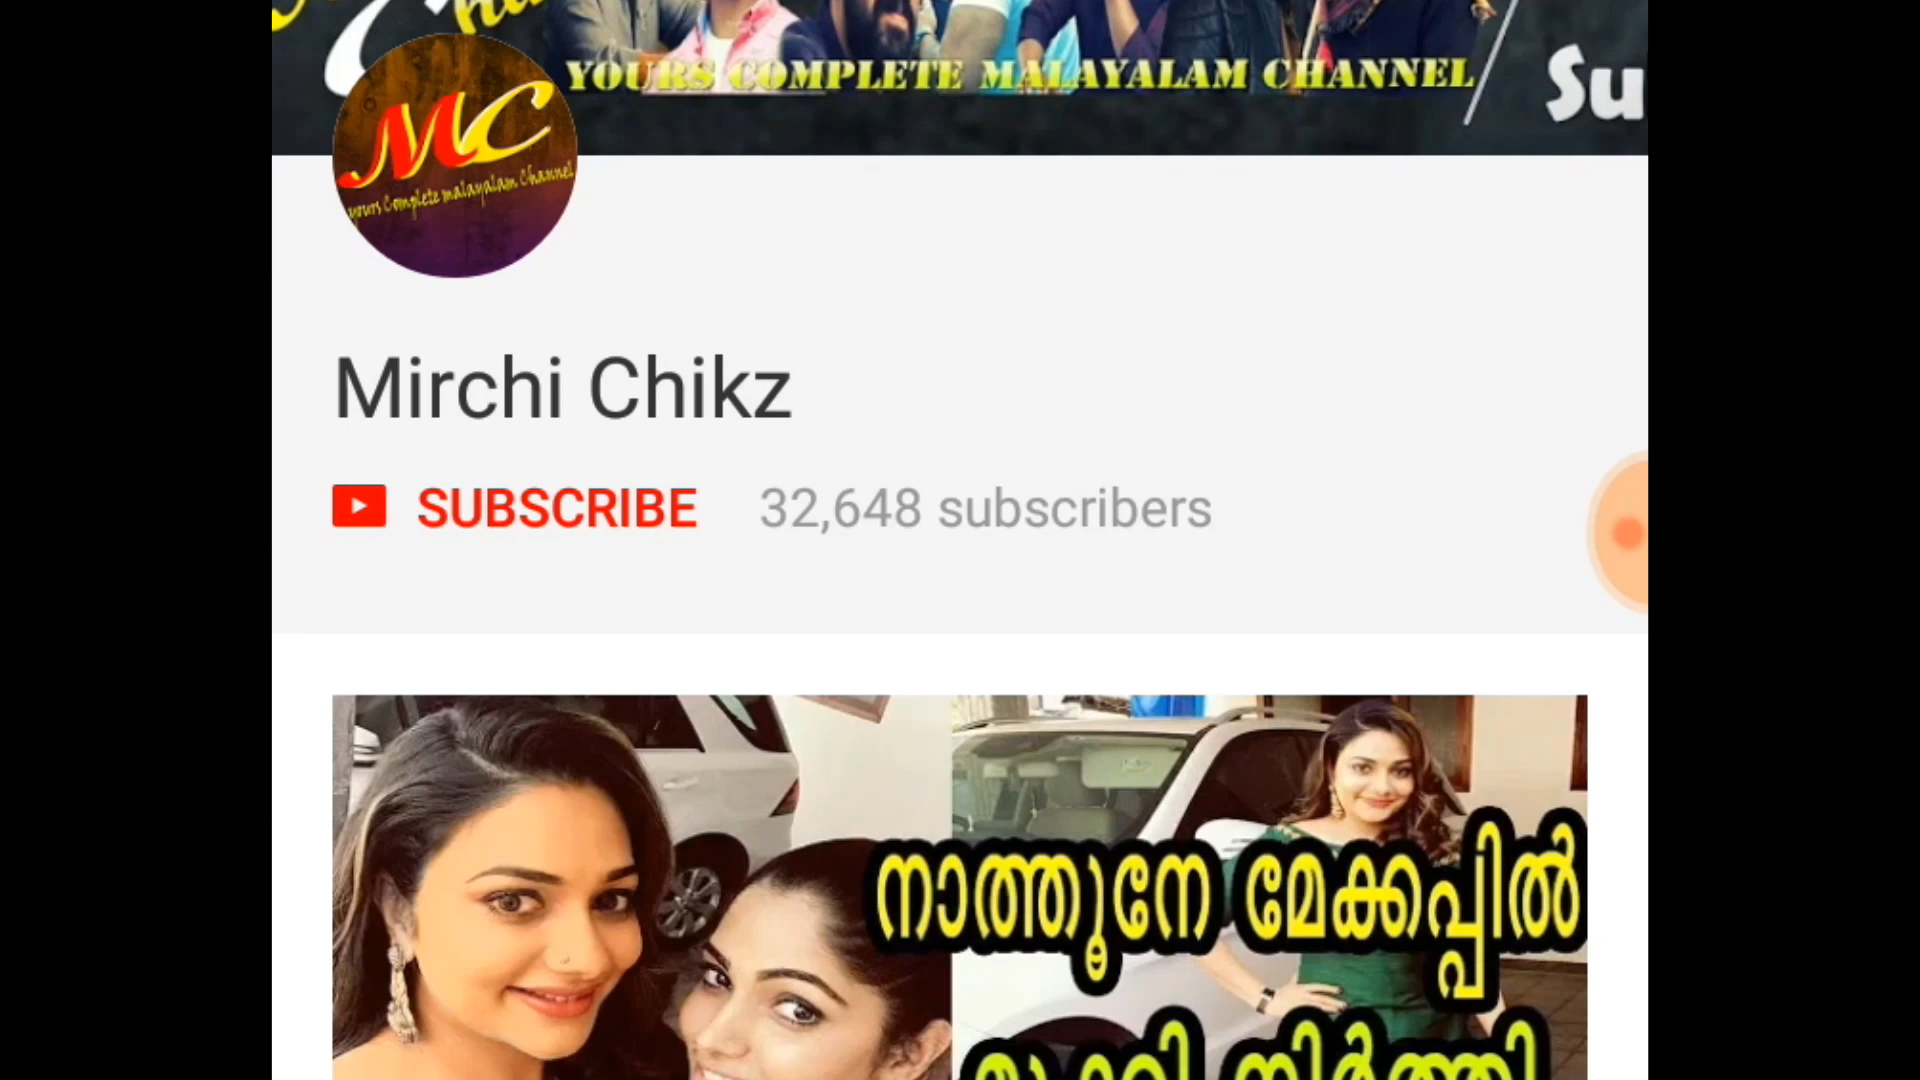 YOURS COMPLETE MALAYALAM CHANNEL
Su
MC
yours Complete malayalam Channel
Mirchi Chikz
SUBSCRIBE 32,648 subscribers
നാത്തൂനേ മേക്കപ്പിൽ